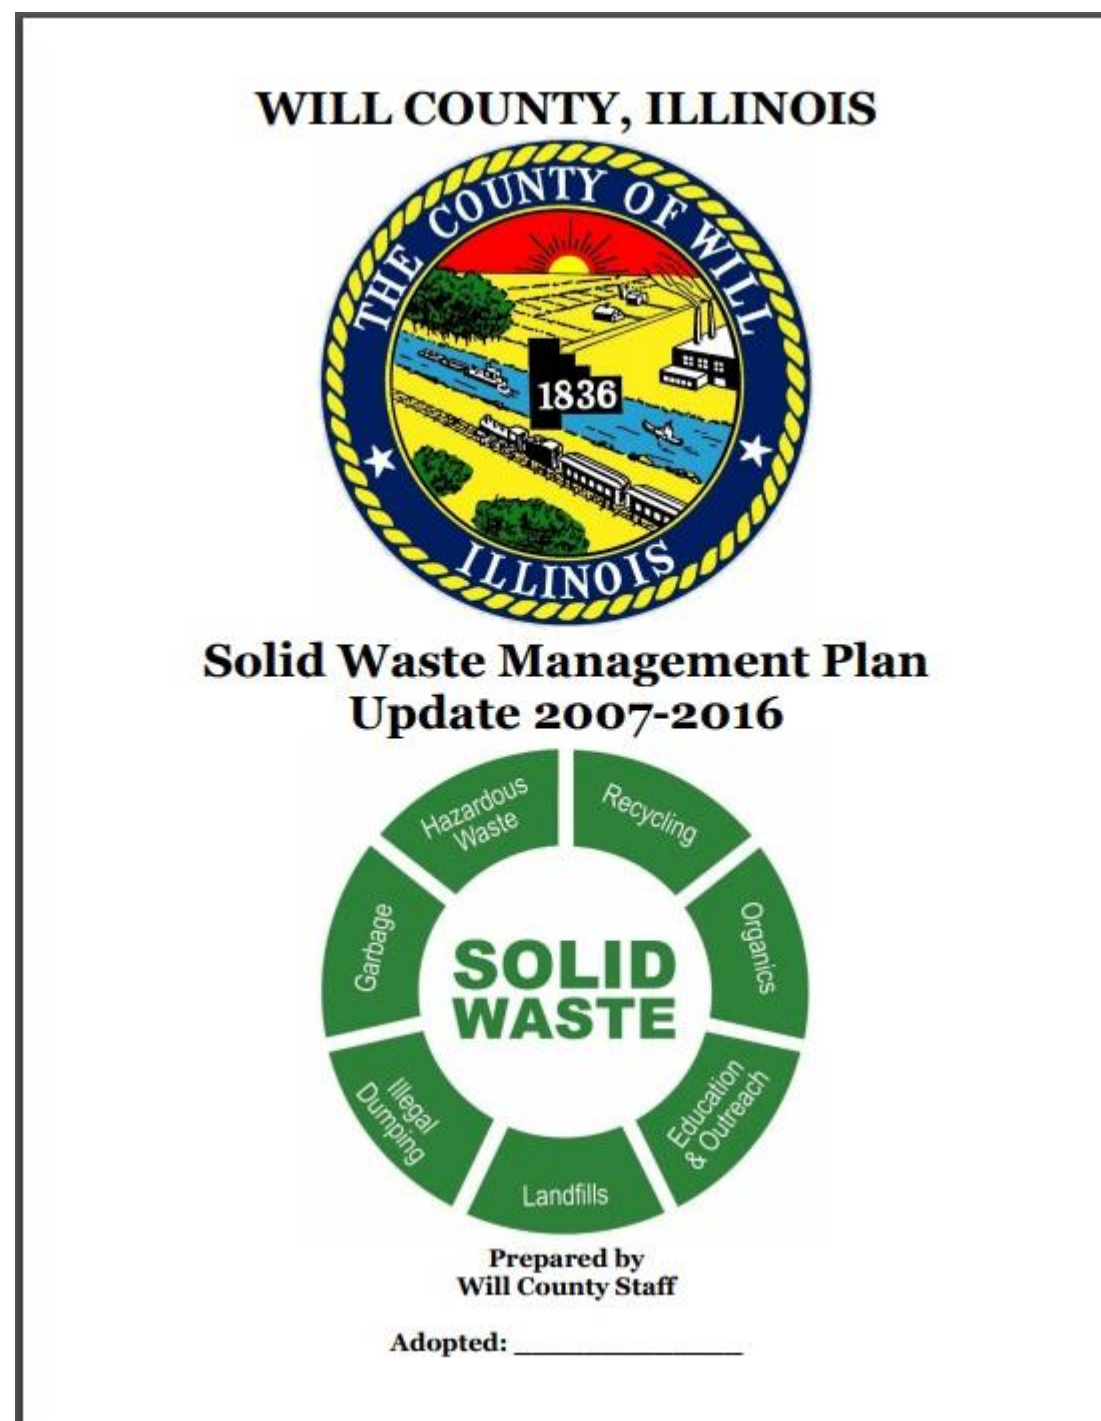 WILL COUNTY, ILLINOIS
THE COUNTY OF WILL
1836
ILLINOIS
Solid Waste Management Plan
Update 2007-2016
Hazardous
Waste
Recycling
Garbage
Organics
SOLID
WASTE
Illegal
Dumping
Education
& Outreach
Landfills
Prepared by
Will County Staff
Adopted: ________________